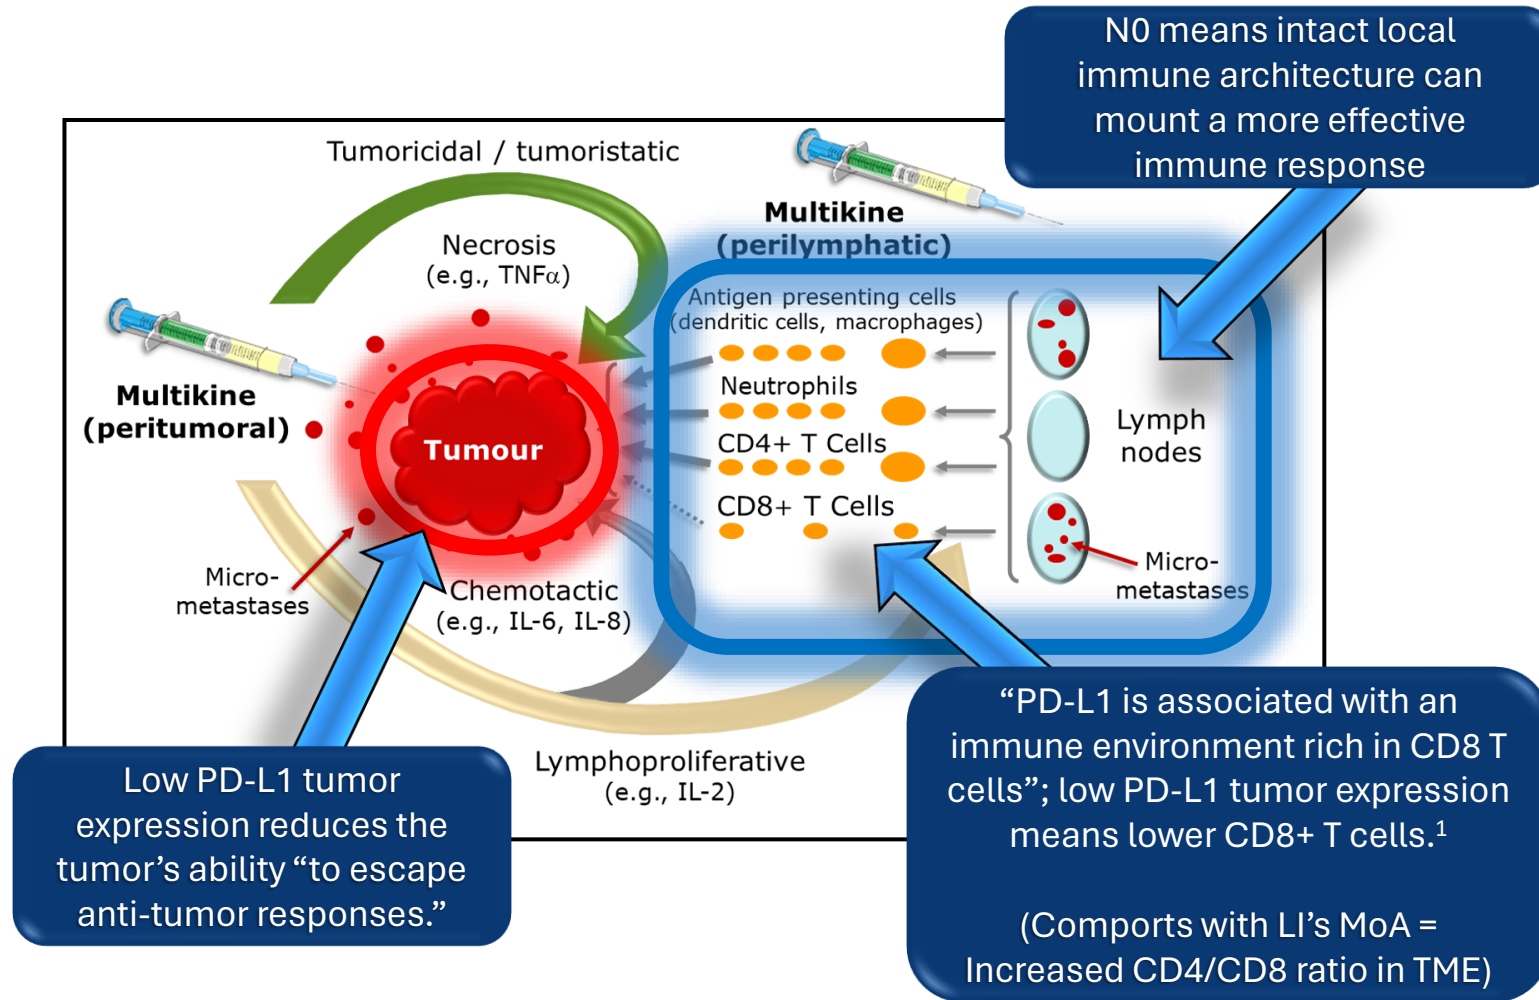 N0 means intact local
immune architecture can
mount a more effective
immune response
Tumoricidal / tumoristatic
Multikine
(perilymphatic)
Necrosis
(e.g., TNFα)
Antigen presenting cells
(dendritic cells, macrophages)
Neutrophils
CD4+ T Cells
CD8+ T Cells
Lymph
nodes
Multikine
(peritumoral)
Tumour
Micro-
metastases
Chemotactic
(e.g., IL-6, IL-8)
Micro-
metastases
Lymphoproliferative
(e.g., IL-2)
Low PD-L1 tumor
expression reduces the
tumor’s ability “to escape
anti-tumor responses.”
“PD-L1 is associated with an
immune environment rich in CD8 T
cells”; low PD-L1 tumor expression
means lower CD8+ T cells.¹
(Comports with LI’s MoA =
Increased CD4/CD8 ratio in TME)